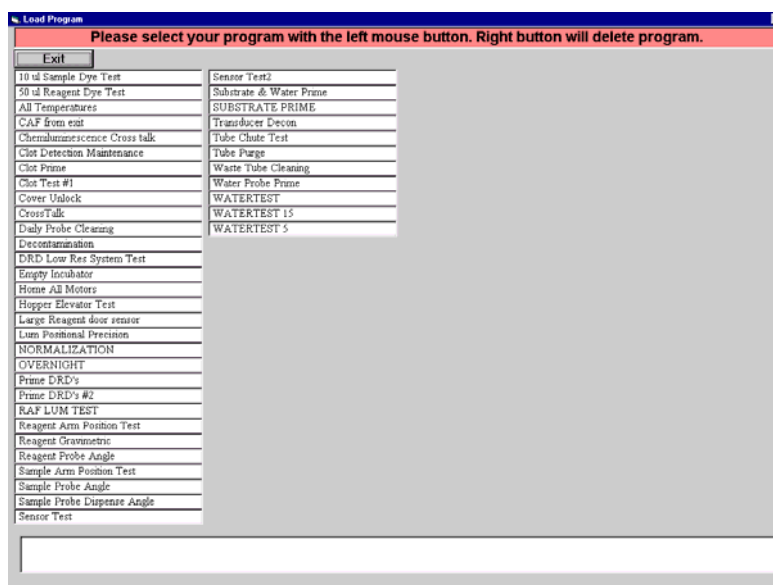 Load Program
Please select your program with the left mouse button. Right button will delete program.
Exit
10 ul Sample Dye Test
50 ul Reagent Dye Test
All Temperatures
CAF from exit
Chemiluminescence Cross talk
Clot Detection Maintenance
Clot Prime
Clot Test #1
Cover Unlock
CrossTalk
Daily Probe Cleaning
Decontamination
DRD Low Res System Test
Empty Incubator
Home All Motors
Hopper Elevator Test
Large Reagent door sensor
Lum Positional Precision
NORMALIZATION
OVERNIGHT
Prime DRD's
Prime DRD's #2
RAF LUM TEST
Reagent Arm Position Test
Reagent Gravimetric
Reagent Probe Angle
Sample Arm Position Test
Sample Probe Angle
Sample Probe Dispense Angle
Sensor Test
Sensor Test2
Substrate & Water Prime
SUBSTRATE PRIME
Transducer Decon
Tube Chute Test
Tube Purge
Waste Tube Cleaning
Water Probe Prime
WATERTEST
WATERTEST 15
WATERTEST 5